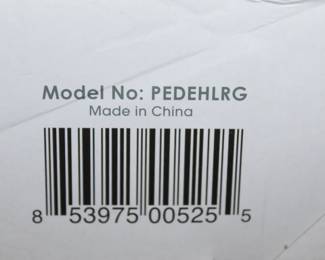 Model No: PEDEHLRG
Made in China
8 53975 00525 5